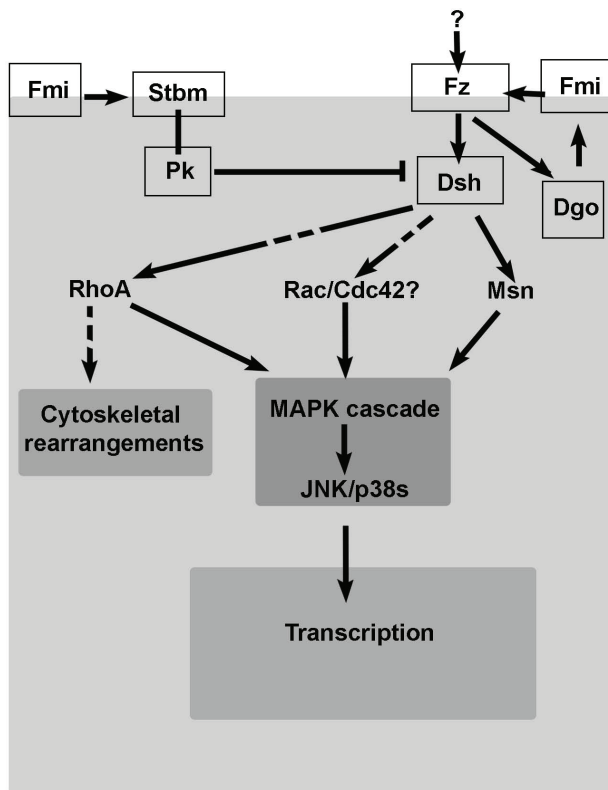 ?
Fmi
Stbm
Fz
Fmi
Pk
Dsh
Dgo
RhoA
Rac/Cdc42?
Msn
Cytoskeletal
rearrangements
MAPK cascade
JNK/p38s
Transcription